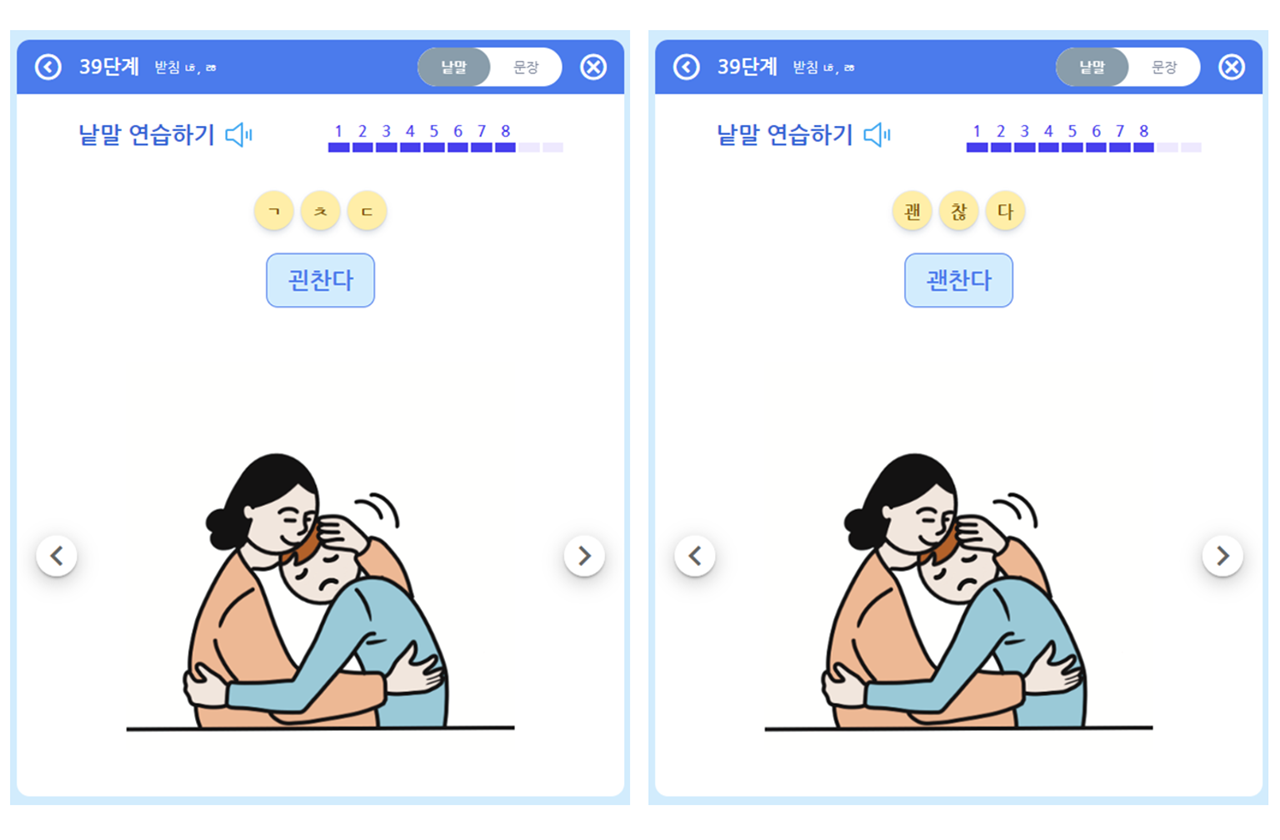 39단계 받침 ㄶ, ㅀ 낱말 문장
낱말 연습하기
1 2 3 4 5 6 7 8
ㄱ ㅊ ㄷ
괸찬다
39단계 받침 ㄶ, ㅀ 낱말 문장
낱말 연습하기
1 2 3 4 5 6 7 8
괜 찮 다
괜찬다